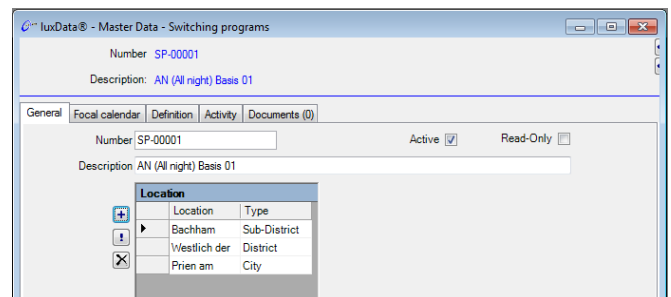 luxData® - Master Data - Switching programs
Number SP-00001
Description: AN (All night) Basis 01
General Focal calendar Definition Activity Documents (0)
Number SP-00001 Active Read-Only
Description AN (All night) Basis 01
Location
Location Type
Bachham Sub-District
Westlich der District
Prien am City